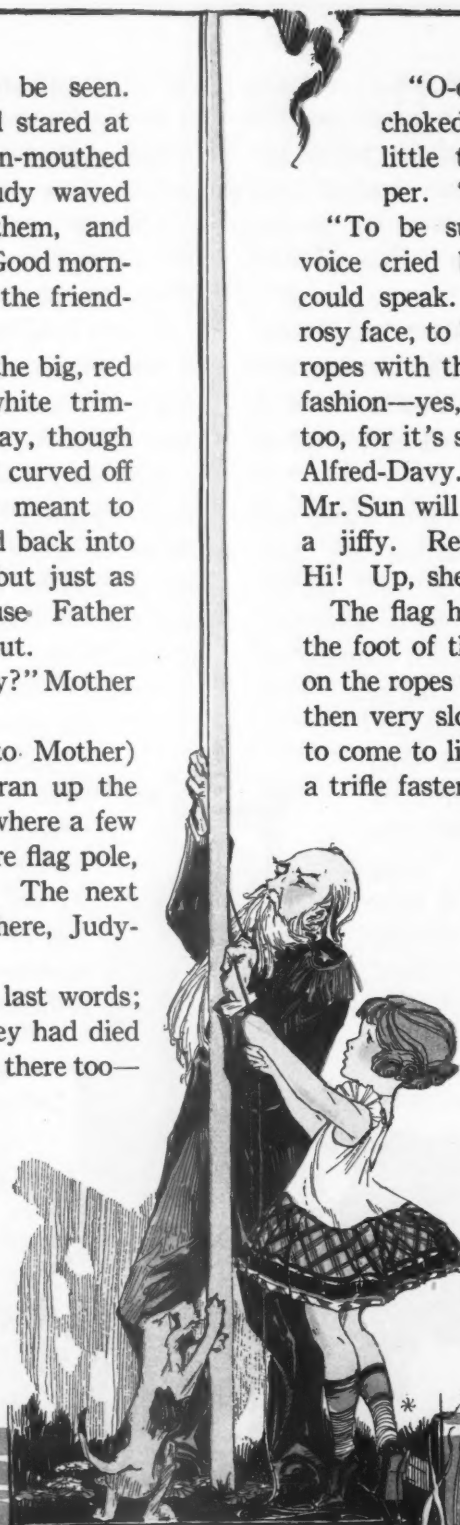 be seen.
stared at
n-mouthed
udy waved
hem, and
Good morn-
the friend-
he big, red
hite trim-
ay, though
curved off
meant to
back into
out just as
use Father
ut.
y?" Mother
to Mother)
ran up the
where a few
re flag pole,
The next
here, Judy-
last words;
ey had died
there too—
"O-
choked
little t
per.
"To be su
voice cried
could speak.
rosy face, to
ropes with th
fashion—yes,
too, for it's s
Alfred-Davy.
Mr. Sun will
a jiffy. Re
Hi! Up, she
The flag h
the foot of th
on the ropes
then very slo
to come to li
a trifle faster